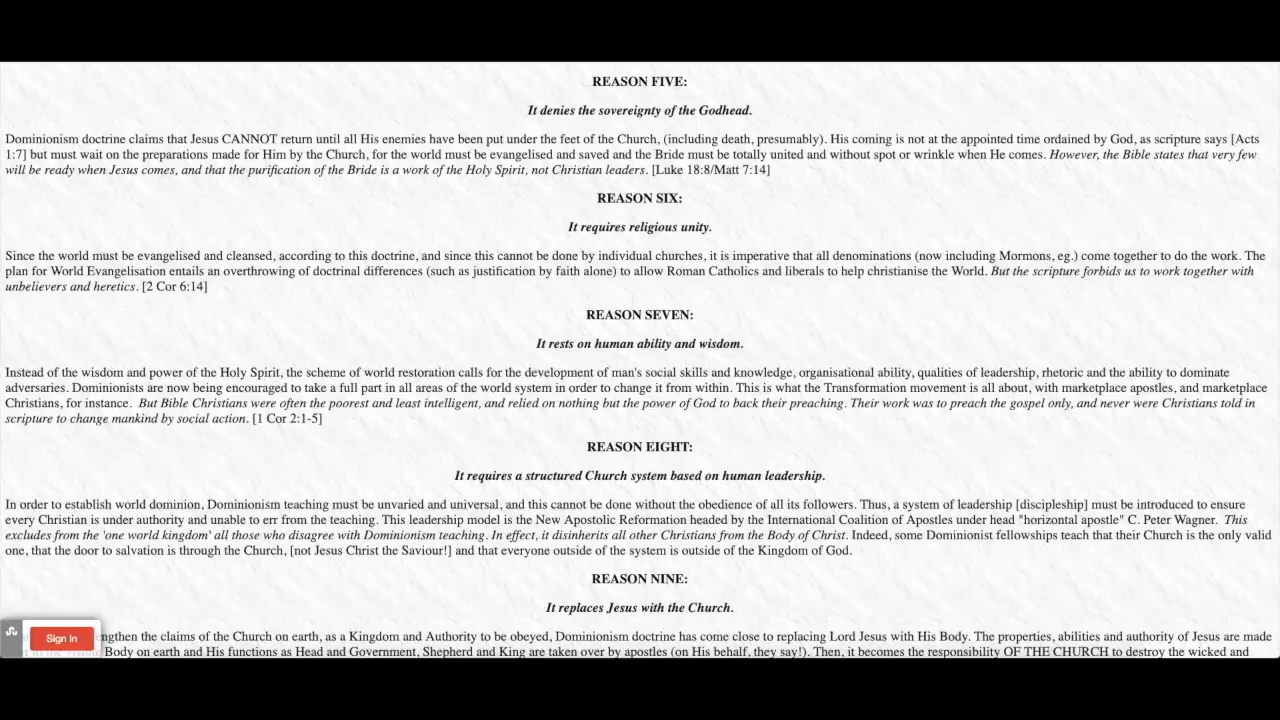 REASON FIVE:
It denies the sovereignty of the Godhead.
Dominionism doctrine claims that Jesus CANNOT return until all His enemies have been put under the feet of the Church, (including death, presumably). His coming is not at the appointed time ordained by God, as scripture says [Acts
1:7] but must wait on the preparations made for Him by the Church, for the world must be evangelised and saved and the Bride must be totally united and without spot or wrinkle when He comes. However, the Bible states that very few
will be ready when Jesus comes, and that the purification of the Bride is a work of the Holy Spirit, not Christian leaders. [Luke 18:8/Matt 7:14]
REASON SIX:
It requires religious unity.
Since the world must be evangelised and cleansed, according to this doctrine, and since this cannot be done by individual churches, it is imperative that all denominations (now including Mormons, eg.) come together to do the work. The
plan for World Evangelisation entails an overthrowing of doctrinal differences (such as justification by faith alone) to allow Roman Catholics and liberals to help christianise the World. But the scripture forbids us to work together with
unbelievers and heretics. [2 Cor 6:14]
REASON SEVEN:
It rests on human ability and wisdom.
Instead of the wisdom and power of the Holy Spirit, the scheme of world restoration calls for the development of man's social skills and knowledge, organisational ability, qualities of leadership, rhetoric and the ability to dominate
adversaries. Dominionists are now being encouraged to take a full part in all areas of the world system in order to change it from within. This is what the Transformation movement is all about, with marketplace apostles, and marketplace
Christians, for instance. But Bible Christians were often the poorest and least intelligent, and relied on nothing but the power of God to back their preaching. Their work was to preach the gospel only, and never were Christians told in
scripture to change mankind by social action. [1 Cor 2:1-5]
REASON EIGHT:
It requires a structured Church system based on human leadership.
In order to establish world dominion, Dominionism teaching must be unvaried and universal, and this cannot be done without the obedience of all its followers. Thus, a system of leadership [discipleship] must be introduced to ensure
every Christian is under authority and unable to err from the teaching. This leadership model is the New Apostolic Reformation headed by the International Coalition of Apostles under head "horizontal apostle" C. Peter Wagner. This
excludes from the 'one world kingdom' all those who disagree with Dominionism teaching. In effect, it disinherits all other Christians from the Body of Christ. Indeed, some Dominionist fellowships teach that their Church is the only valid
one, that the door to salvation is through the Church, [not Jesus Christ the Saviour!] and that everyone outside of the system is outside of the Kingdom of God.
REASON NINE:
It replaces Jesus with the Church.
engthen the claims of the Church on earth, as a Kingdom and Authority to be obeyed, Dominionism doctrine has come close to replacing Lord Jesus with His Body. The properties, abilities and authority of Jesus are made
Body on earth and His functions as Head and Government, Shepherd and King are taken over by apostles (on His behalf, they say!). Then, it becomes the responsibility OF THE CHURCH to destroy the wicked and
Sign In